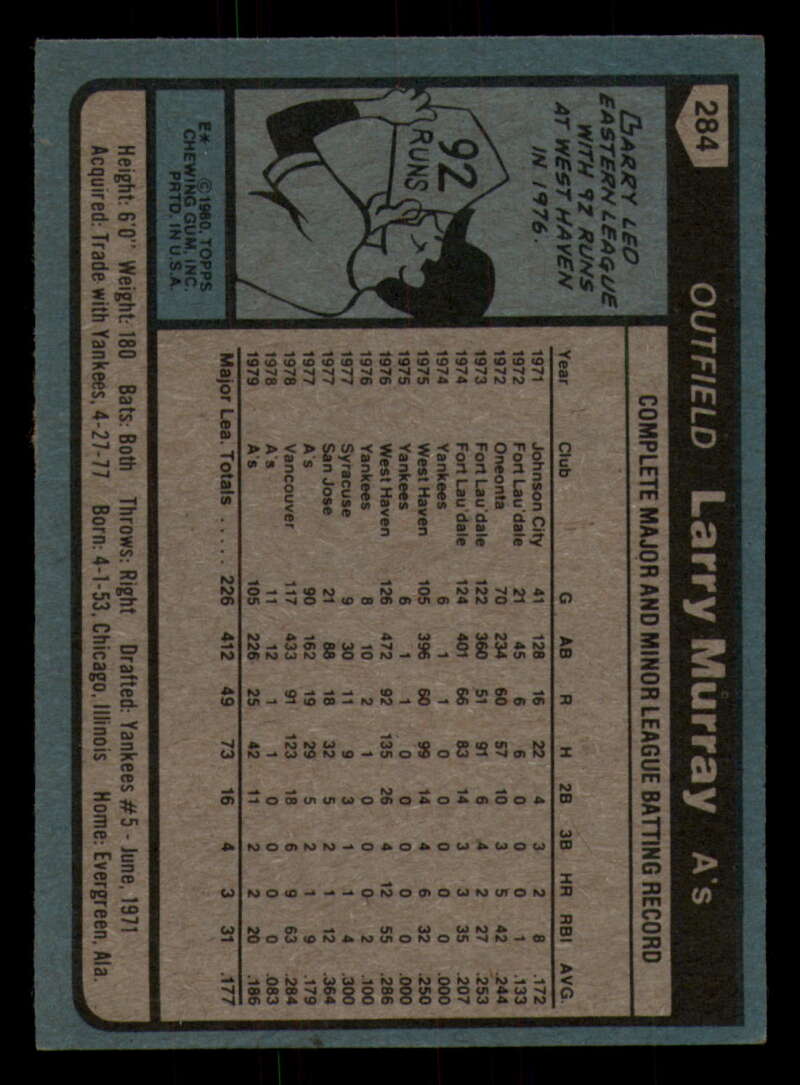 284 OUTFIELD Larry Murray A's
COMPLETE MAJOR AND MINOR LEAGUE BATTING RECORD
LARRY LED
EASTERN LEAGUE
WITH 92 RUNS
AT WEST HAVEN
IN 1976.
92
RUNS
E* © 1980. TOPPS
CHEWING GUM, INC.
PRTD. IN U.S.A.
Year Club G AB R H 2B 3B HR RBI AVG.
1971 Johnson City 41 128 16 22 4 3 2 8 .172
1972 Fort Lau'dale 21 45 6 6 0 0 0 1 .133
1972 Oneonta 70 234 60 57 10 3 5 42 .244
1973 Fort Lau'dale 122 360 51 91 6 4 2 27 .253
1974 Fort Lau'dale 124 401 66 83 14 3 3 35 .207
1974 Yankees 6 1 1 0 0 0 0 0 .000
1975 West Haven 105 396 60 99 14 4 6 32 .250
1975 Yankees 6 1 1 0 0 0 0 0 .000
1976 West Haven 126 472 92 135 26 4 12 55 .286
1976 Yankees 8 10 2 1 0 0 0 2 .100
1977 Syracuse 9 30 11 9 3 1 1 4 .300
1977 San Jose 21 88 18 32 5 2 1 12 .364
1977 A's 90 162 19 29 5 2 1 9 .179
1978 Vancouver 117 433 91 123 18 6 9 63 .284
1978 A's 11 12 1 1 0 0 0 0 .083
1979 A's 105 226 25 42 11 2 2 20 .186
Major Lea. Totals ..... 226 412 49 73 16 4 3 31 .177
Height: 6'0" Weight: 180 Bats: Both Throws: Right Drafted: Yankees #5 - June, 1971
Acquired: Trade with Yankees, 4-27-77 Born: 4-1-53, Chicago, Illinois Home: Evergreen, Ala.